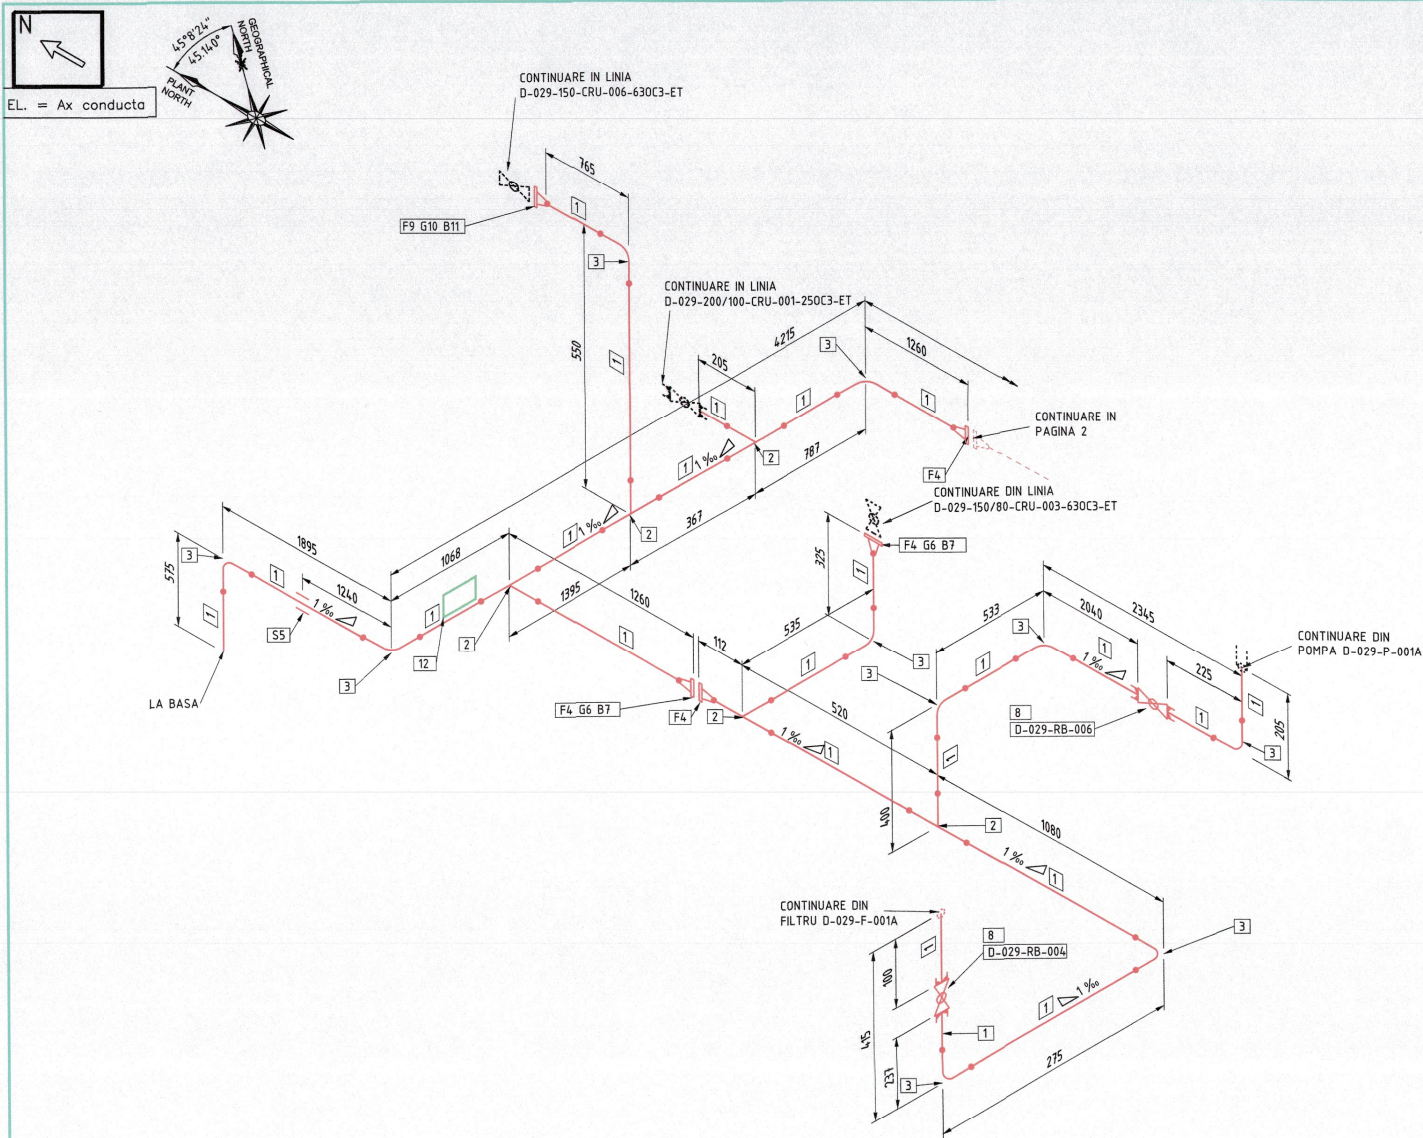 N
45°8'24"
45.140°
GEOGRAPHICAL
NORTH
PLANT
NORTH
EL. = Ax conducta
CONTINUARE IN LINIA
D-029-150-CRU-006-630C3-ET
765
1
F9 G10 B11
3
550
1
CONTINUARE IN LINIA
D-029-200/100-CRU-001-250C3-ET
4215
205
1
3
1260
1
1
CONTINUARE IN
PAGINA 2
F4
2
787
1 1 ‰
367
2
1 1 ‰
CONTINUARE DIN LINIA
D-029-150/80-CRU-003-630C3-ET
F4 G6 B7
325
1
1895
575
3
1
1
1240
1 ‰
S5
3
LA BASA
1068
1
12
2
1395
1260
1
F4 G6 B7
112
F4
2
535
1
3
3
520
1 ‰ 1
533
1
3
2040
2345
1
1 ‰
225
1
1
CONTINUARE DIN
POMPA D-029-P-001A
8
D-029-RB-006
205
3
1
400
2
1080
1 ‰ 1
3
CONTINUARE DIN
FILTRU D-029-F-001A
1
8
D-029-RB-004
100
415
237
1
3
1 1 ‰
275